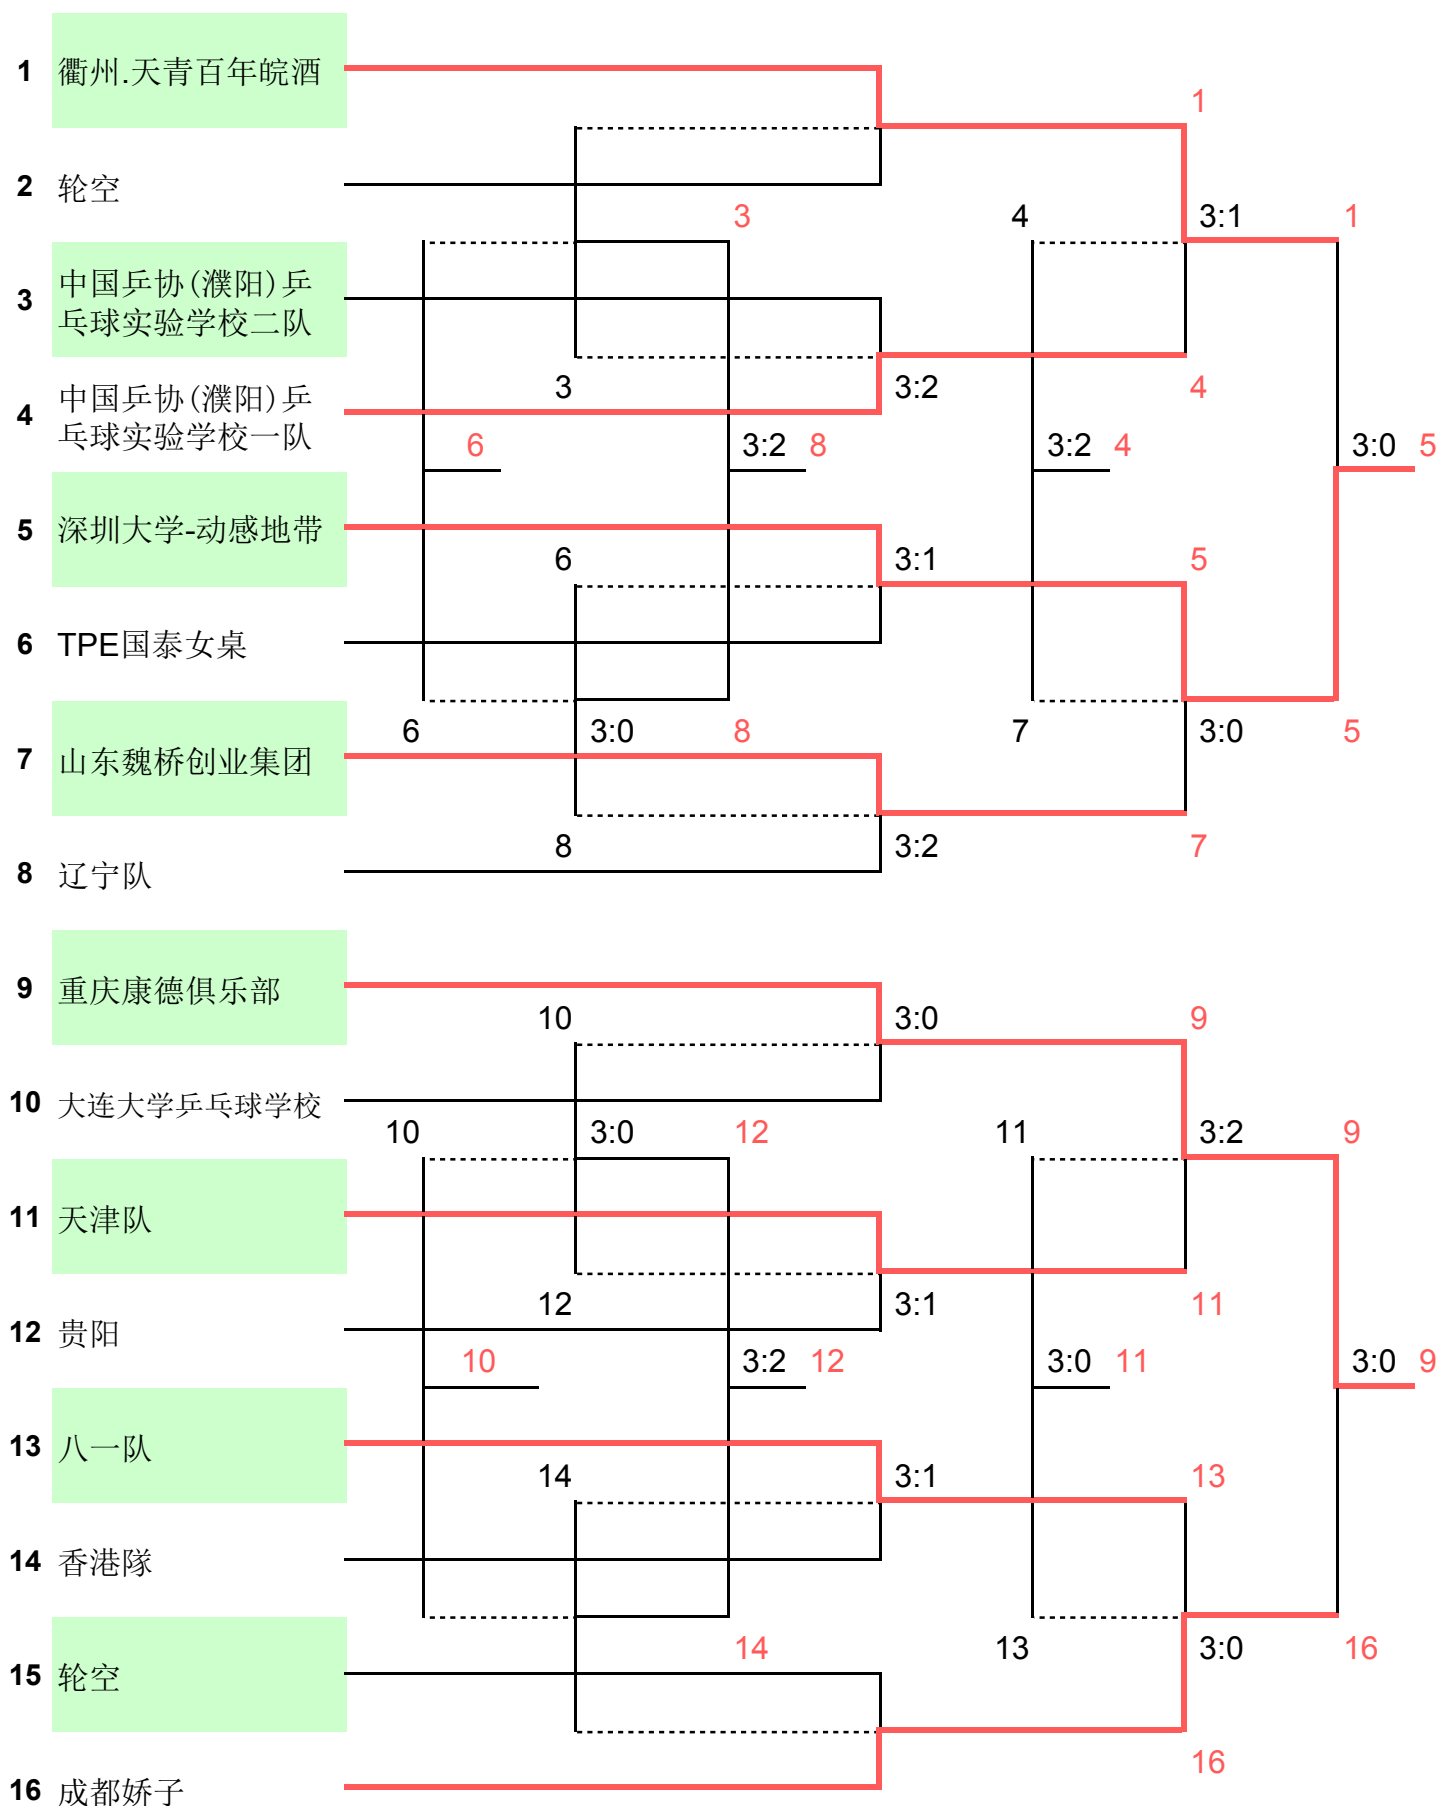 1 衢州.天青百年皖酒
1
2 轮空
3 4 3:1 1
3 中国乒协(濮阳)乒
乓球实验学校二队
3 3:2 4
4 中国乒协(濮阳)乒
乓球实验学校一队
6 3:2 8 3:2 4 3:0 5
5 深圳大学-动感地带
6 3:1 5
6 TPE国泰女桌
6 3:0 8 7 3:0 5
7 山东魏桥创业集团
8 3:2 7
8 辽宁队
9 重庆康德俱乐部
10 3:0 9
10 大连大学乒乓球学校
10 3:0 12 11 3:2 9
11 天津队
12 3:1 11
12 贵阳
10 3:2 12 3:0 11 3:0 9
13 八一队
14 3:1 13
14 香港隊
14 13 3:0 16
15 轮空
16
16 成都娇子